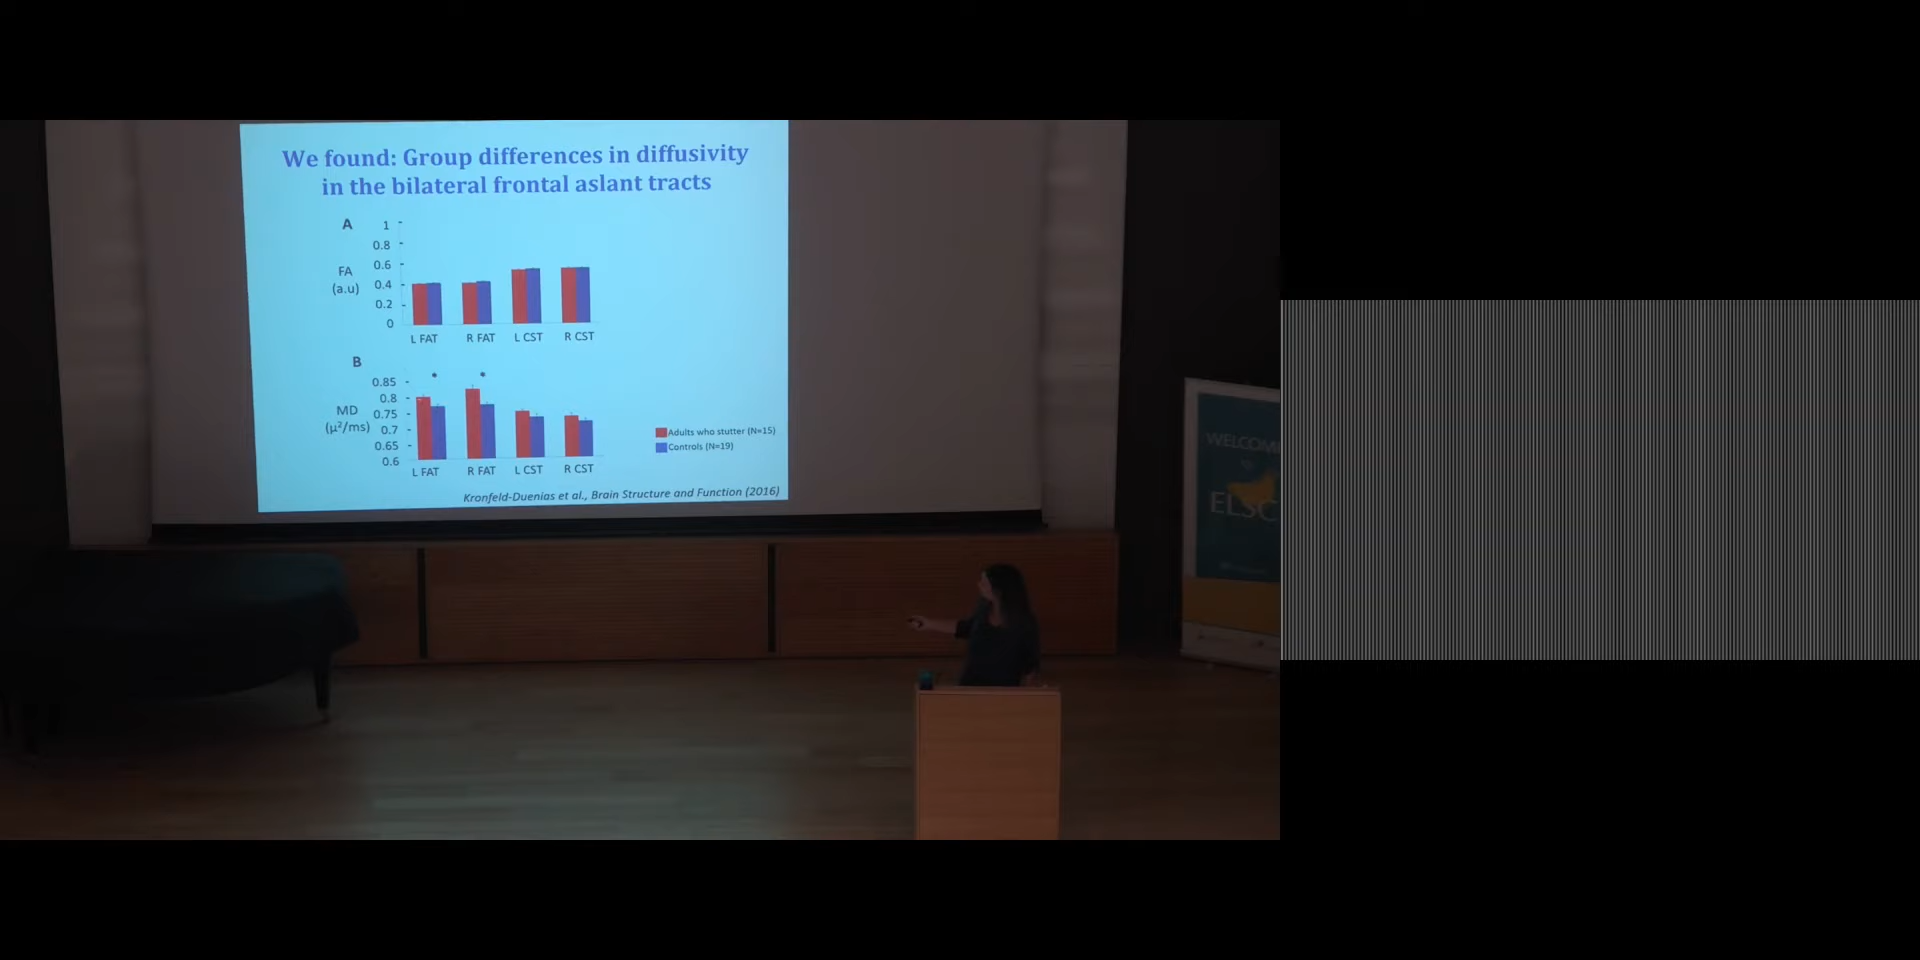 We found: Group differences in diffusivity
in the bilateral frontal aslant tracts
A
1
0.8
0.6
0.4
0.2
0
FA
(a.u)
L FAT R FAT L CST R CST
B
0.85
0.8
0.75
0.7
0.65
0.6
MD
(µ²/ms)
* *
L FAT R FAT L CST R CST
Adults who stutter (N=15)
Controls (N=19)
Kronfeld-Duenias et al., Brain Structure and Function (2016)
WELCOME
ELSC